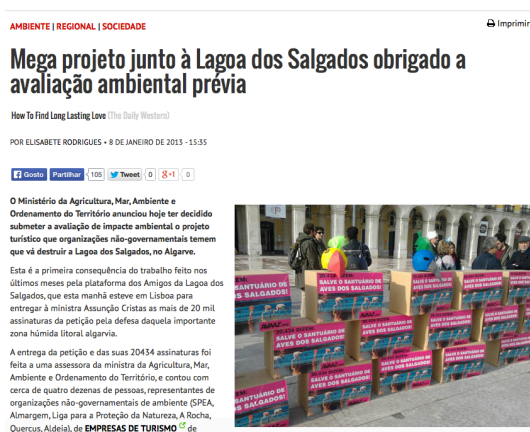 AMBIENTE | REGIONAL | SOCIEDADE
Imprimir
Mega projeto junto à Lagoa dos Salgados obrigado a
avaliação ambiental prévia
How To Find Long Lasting Love (The Daily Western)
POR ELISABETE RODRIGUES • 8 DE JANEIRO DE 2013 - 15:35
Gosto Partilhar 105 Tweet 0 g+1 0
O Ministério da Agricultura, Mar, Ambiente e
Ordenamento do Território anunciou hoje ter decidido
submeter a avaliação de impacte ambiental o projeto
turístico que organizações não-governamentais temem
que vá destruir a Lagoa dos Salgados, no Algarve.
Esta é a primeira consequência do trabalho feito nos
últimos meses pela plataforma dos Amigos da Lagoa dos
Salgados, que esta manhã esteve em Lisboa para
entregar à ministra Assunção Cristas as mais de 20 mil
assinaturas da petição pela defesa daquela importante
zona húmida litoral algarvia.
A entrega da petição e das suas 20434 assinaturas foi
feita a uma assessora da ministra da Agricultura, Mar,
Ambiente e Ordenamento do Território, e contou com
cerca de quatro dezenas de pessoas, representantes de
organizações não-governamentais de ambiente (SPEA,
Almargem, Liga para a Proteção da Natureza, A Rocha,
Quercus, Aldeia), de EMPRESAS DE TURISMO de
SALVE O SANTUÁRIO DE
AVES DOS SALGADOS!
SALVE O SANTUÁRIO DE
AVES DOS SALGADOS!
SALVE O SANTUÁRIO DE
AVES DOS SALGADOS!
SALVE O SANTUÁRIO DE
AVES DOS SALGADOS!
AVAAZ